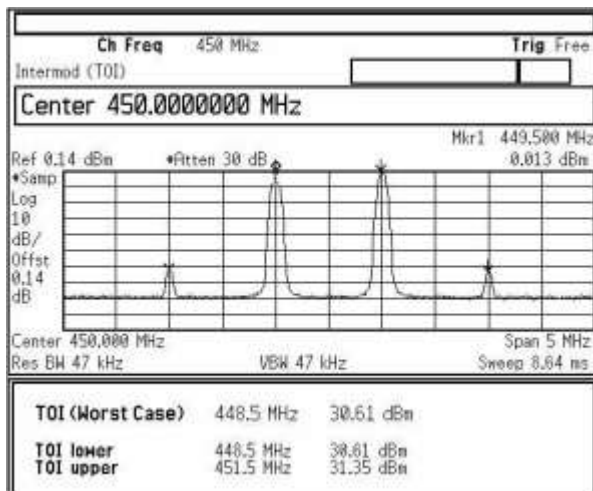 Ch Freq 450 MHz Trig Free
Intermod (TOI)
Center 450.0000000 MHz
Mkr1 449.500 MHz
Ref 0.14 dBm #Atten 30 dB 0.013 dBm
#Samp
Log
10
dB/
Offst
0.14
dB
Center 450.000 MHz Span 5 MHz
Res BW 47 kHz VBW 47 kHz Sweep 8.64 ms
TOI (Worst Case) 448.5 MHz 30.61 dBm
TOI lower 448.5 MHz 30.61 dBm
TOI upper 451.5 MHz 31.35 dBm